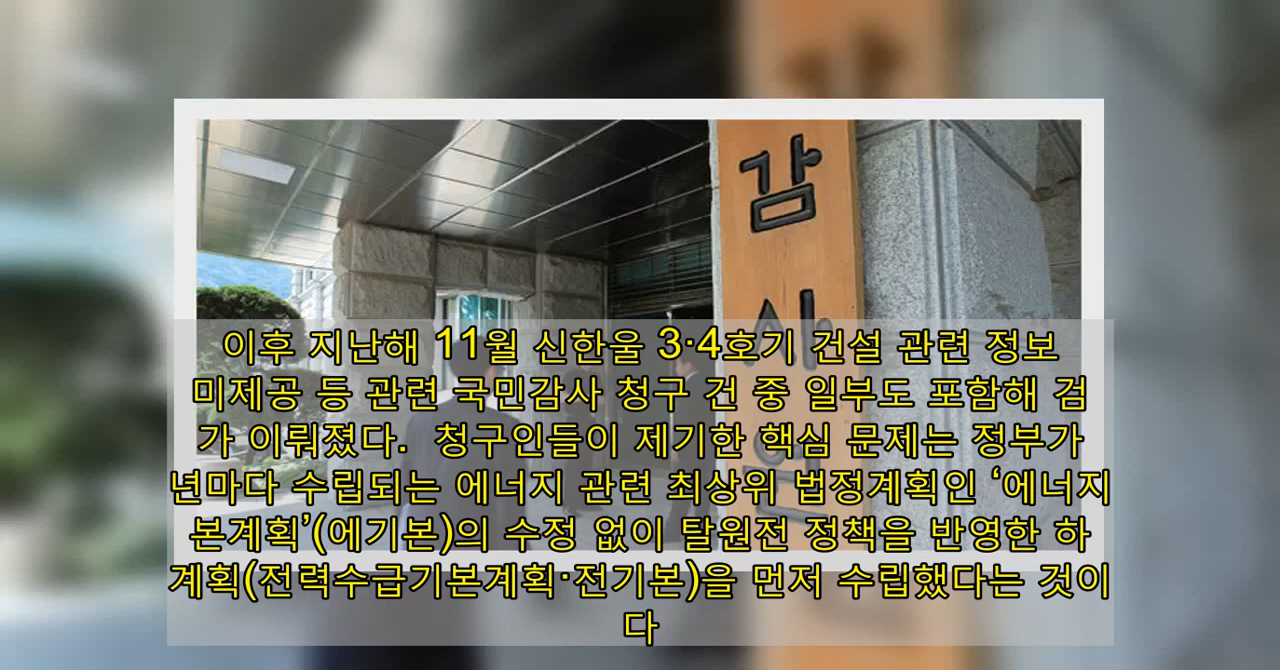 감사원
이후 지난해 11월 신한울 3·4호기 건설 관련 정보
미제공 등 관련 국민감사 청구 건 중 일부도 포함해 검
가 이뤄졌다. 청구인들이 제기한 핵심 문제는 정부가
년마다 수립되는 에너지 관련 최상위 법정계획인 ‘에너지
본계획’(에기본)의 수정 없이 탈원전 정책을 반영한 하
계획(전력수급기본계획·전기본)을 먼저 수립했다는 것이
다